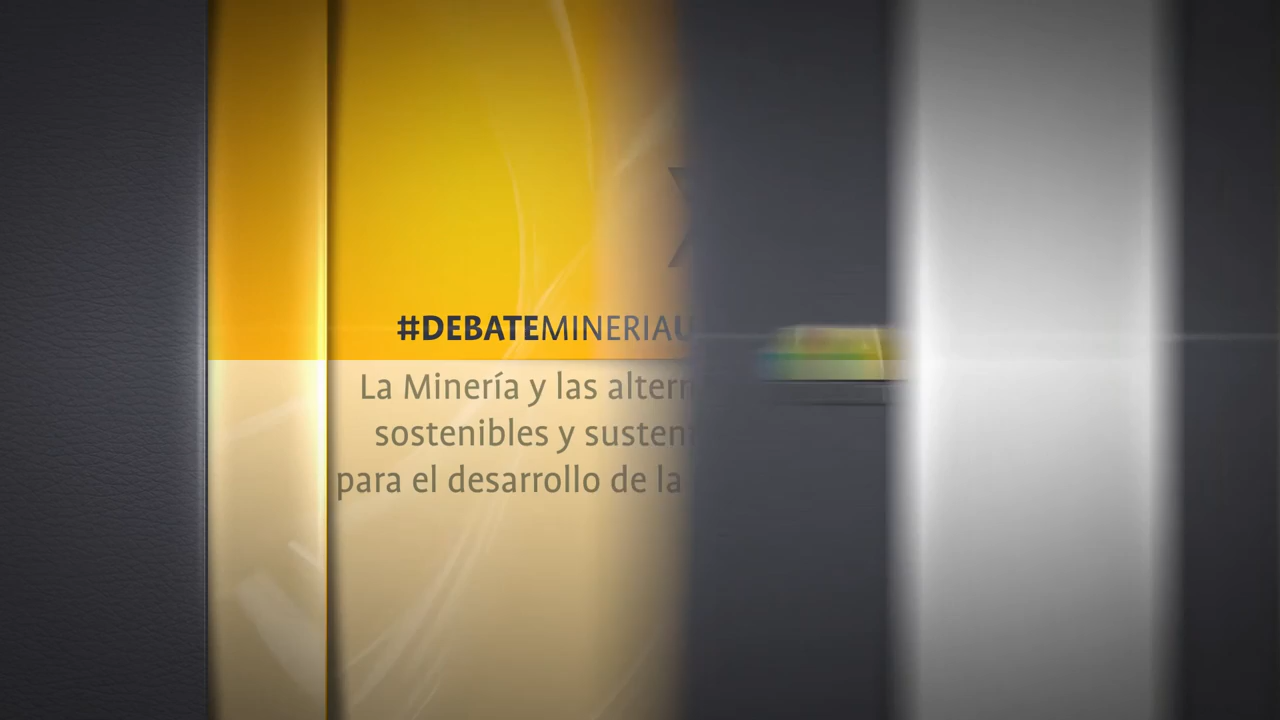 #DEBATEMINERIAU
La Minería y las altern
sostenibles y susten
para el desarrollo de la